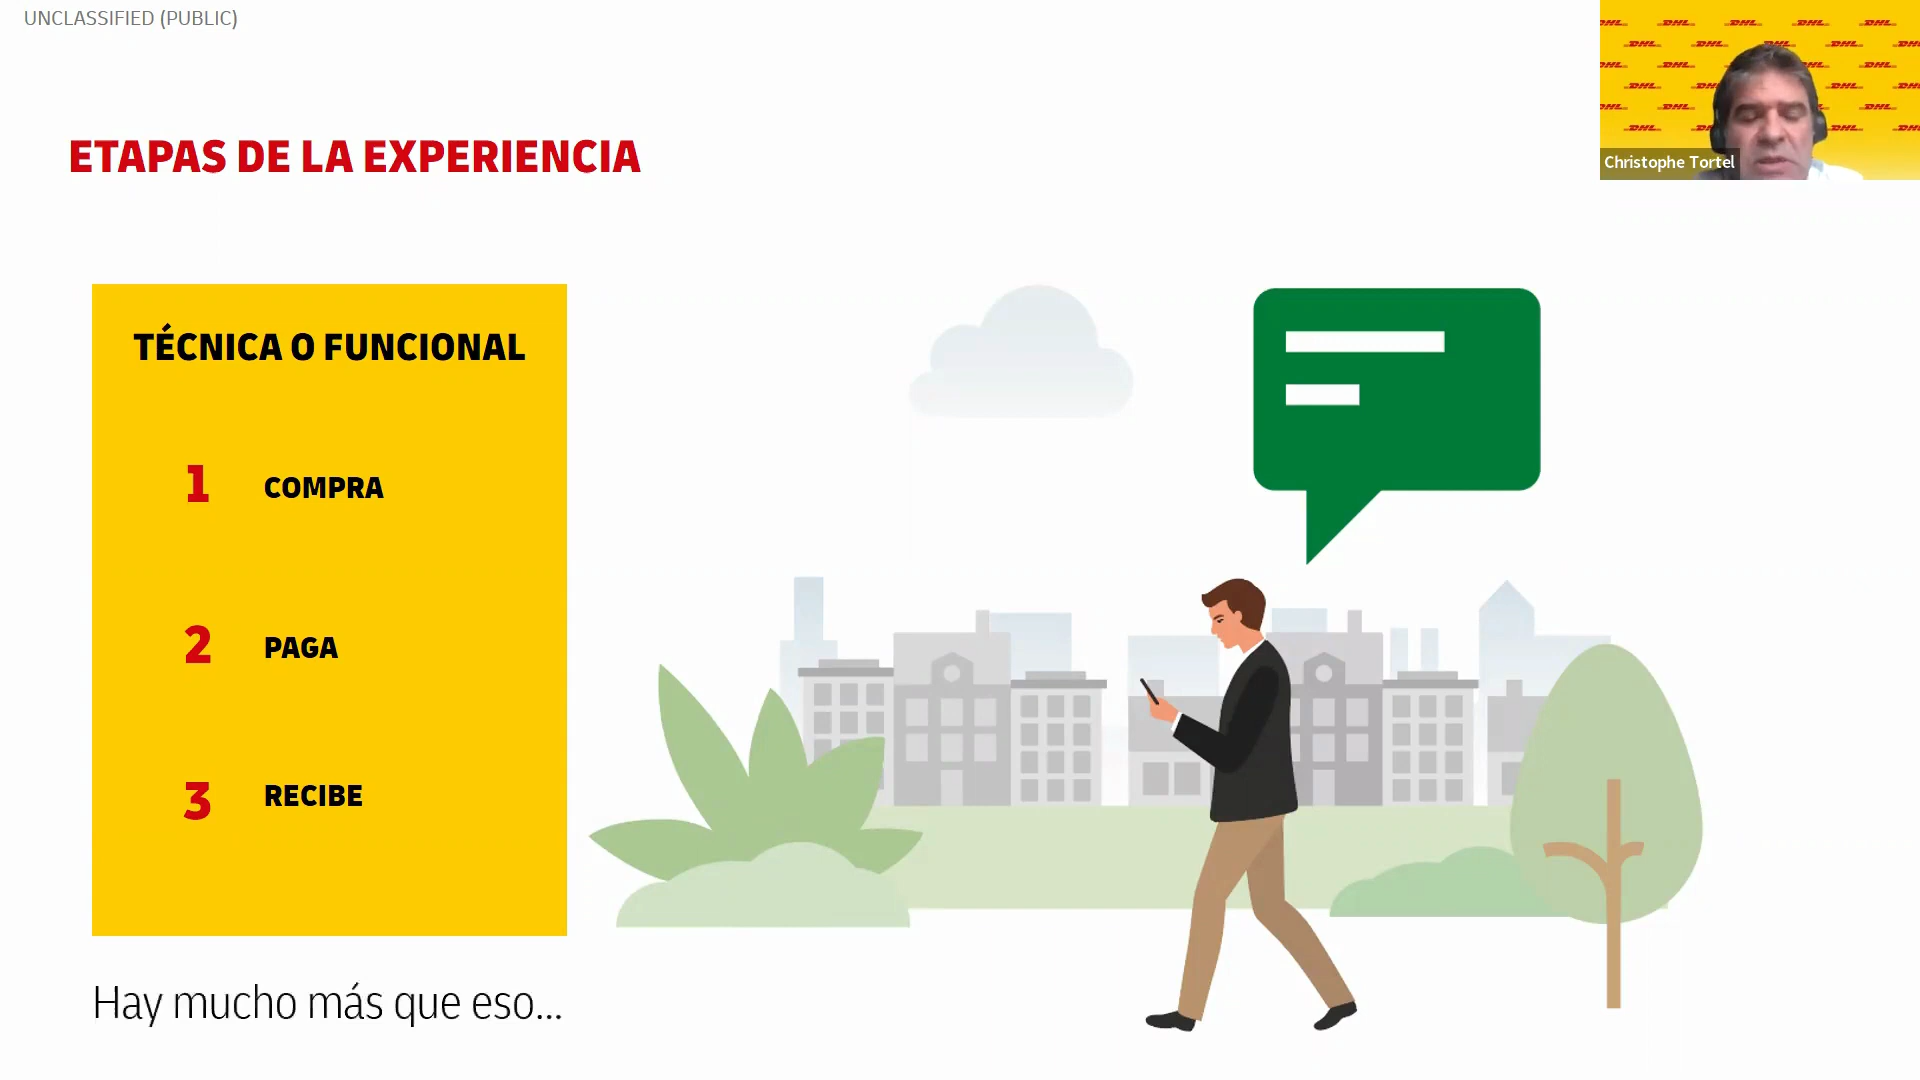 UNCLASSIFIED (PUBLIC)
ETAPAS DE LA EXPERIENCIA
Christophe Tortel
TÉCNICA O FUNCIONAL
1 COMPRA
2 PAGA
3 RECIBE
Hay mucho más que eso...